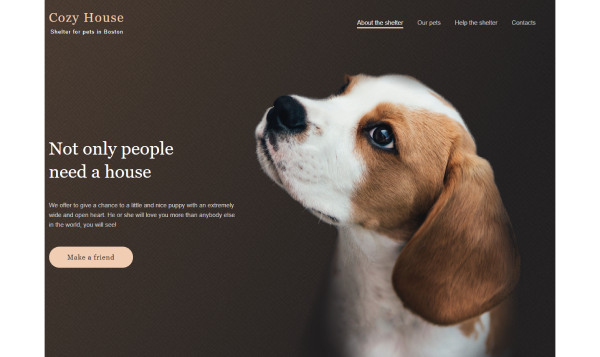 Cozy House
Shelter for pets in Boston
About the shelter
Our pets
Help the shelter
Contacts
Not only people
need a house
We offer to give a chance to a little and nice puppy with an extremely
wide and open heart. He or she will love you more than anybody else
in the world, you will see!
Make a friend